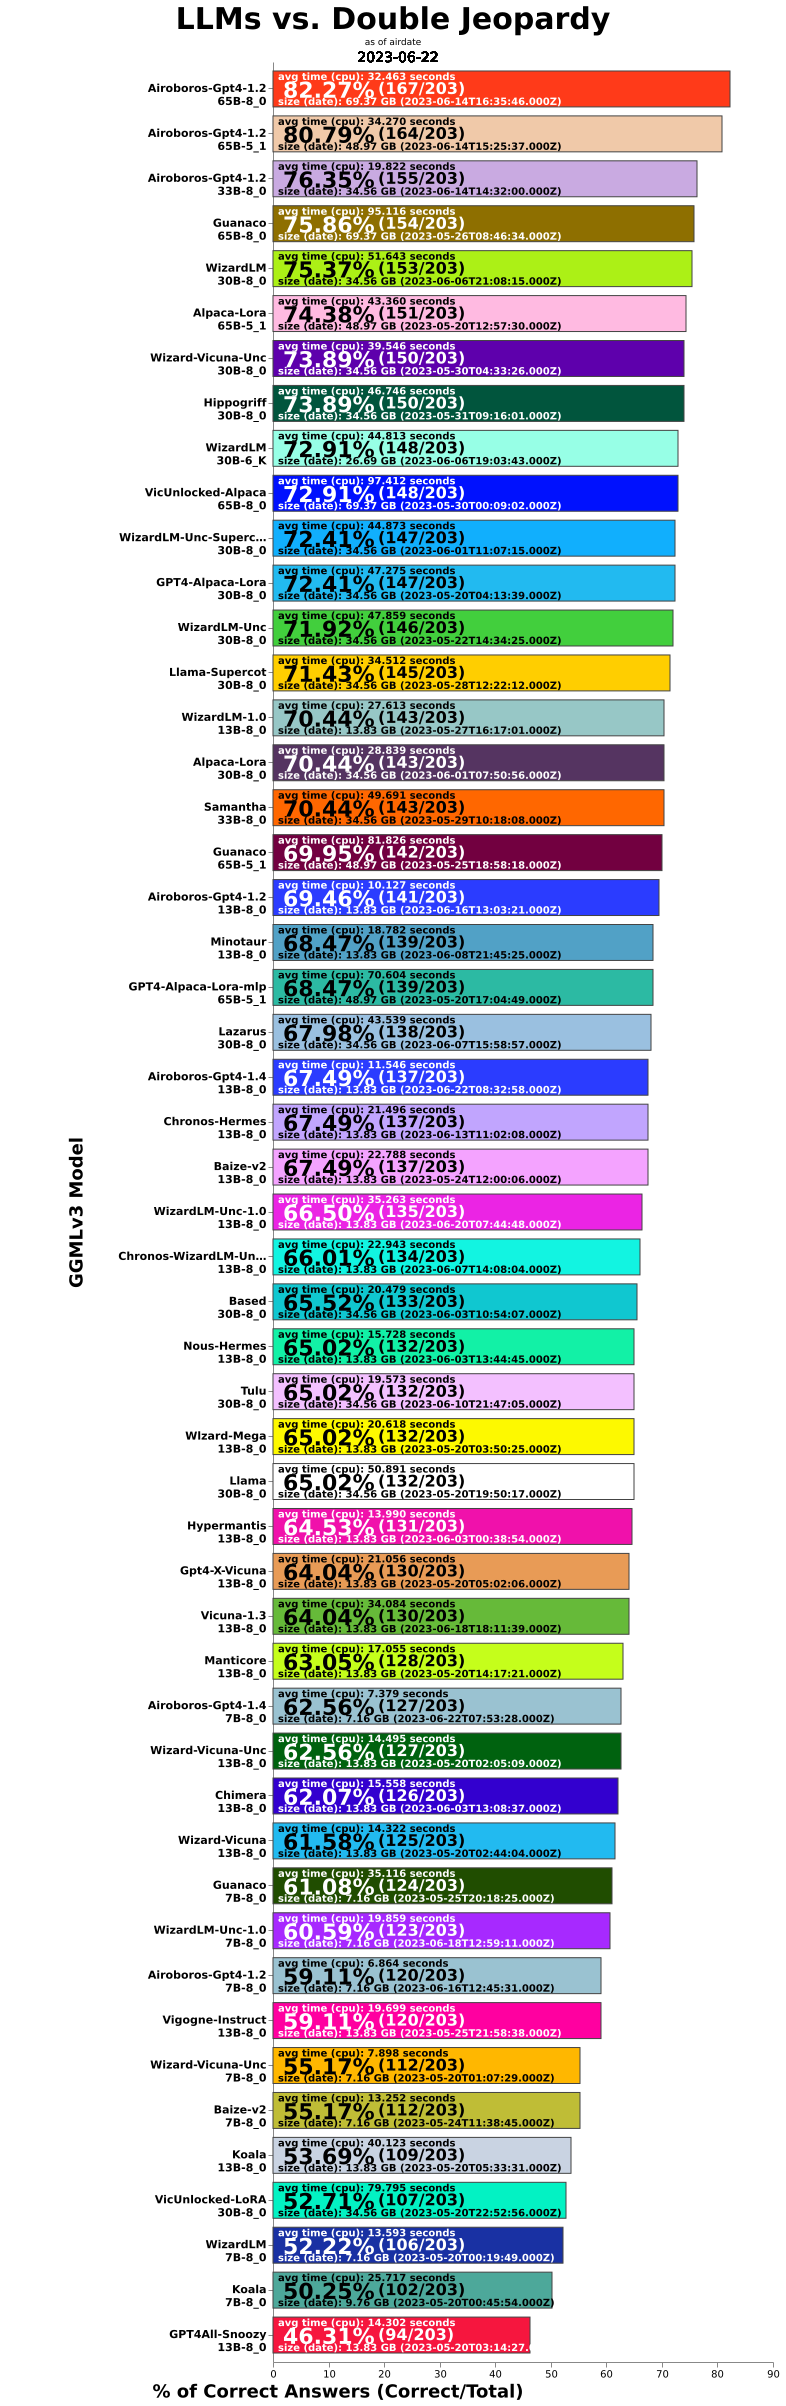 LLMs vs. Double Jeopardy
as of airdate
2023-06-22
Airoboros-Gpt4-1.2
65B-8_0
avg time (cpu): 32.463 seconds
82.27% (167/203)
size (date): 69.37 GB (2023-06-14T16:35:46.000Z)
Airoboros-Gpt4-1.2
65B-5_1
avg time (cpu): 34.270 seconds
80.79% (164/203)
size (date): 48.97 GB (2023-06-14T15:25:37.000Z)
Airoboros-Gpt4-1.2
33B-8_0
avg time (cpu): 19.822 seconds
76.35% (155/203)
size (date): 34.56 GB (2023-06-14T14:32:00.000Z)
Guanaco
65B-8_0
avg time (cpu): 95.116 seconds
75.86% (154/203)
size (date): 69.37 GB (2023-05-26T08:46:34.000Z)
WizardLM
30B-8_0
avg time (cpu): 51.643 seconds
75.37% (153/203)
size (date): 34.56 GB (2023-06-06T21:08:15.000Z)
Alpaca-Lora
65B-5_1
avg time (cpu): 43.360 seconds
74.38% (151/203)
size (date): 48.97 GB (2023-05-20T12:57:30.000Z)
Wizard-Vicuna-Unc
30B-8_0
avg time (cpu): 39.546 seconds
73.89% (150/203)
size (date): 34.56 GB (2023-05-30T04:33:26.000Z)
Hippogriff
30B-8_0
avg time (cpu): 46.746 seconds
73.89% (150/203)
size (date): 34.56 GB (2023-05-31T09:16:01.000Z)
WizardLM
30B-6_K
avg time (cpu): 44.813 seconds
72.91% (148/203)
size (date): 26.69 GB (2023-06-06T19:03:43.000Z)
VicUnlocked-Alpaca
65B-8_0
avg time (cpu): 97.412 seconds
72.91% (148/203)
size (date): 69.37 GB (2023-05-30T00:09:02.000Z)
WizardLM-Unc-Superc...
30B-8_0
avg time (cpu): 44.873 seconds
72.41% (147/203)
size (date): 34.56 GB (2023-06-01T11:07:15.000Z)
GPT4-Alpaca-Lora
30B-8_0
avg time (cpu): 47.275 seconds
72.41% (147/203)
size (date): 34.56 GB (2023-05-20T04:13:39.000Z)
WizardLM-Unc
30B-8_0
avg time (cpu): 47.859 seconds
71.92% (146/203)
size (date): 34.56 GB (2023-05-22T14:34:25.000Z)
Llama-Supercot
30B-8_0
avg time (cpu): 34.512 seconds
71.43% (145/203)
size (date): 34.56 GB (2023-05-28T12:22:12.000Z)
WizardLM-1.0
13B-8_0
avg time (cpu): 27.613 seconds
70.44% (143/203)
size (date): 13.83 GB (2023-05-27T16:17:01.000Z)
Alpaca-Lora
30B-8_0
avg time (cpu): 28.839 seconds
70.44% (143/203)
size (date): 34.56 GB (2023-06-01T07:50:56.000Z)
Samantha
33B-8_0
avg time (cpu): 49.691 seconds
70.44% (143/203)
size (date): 34.56 GB (2023-05-29T10:18:08.000Z)
Guanaco
65B-5_1
avg time (cpu): 81.826 seconds
69.95% (142/203)
size (date): 48.97 GB (2023-05-25T18:58:18.000Z)
Airoboros-Gpt4-1.2
13B-8_0
avg time (cpu): 10.127 seconds
69.46% (141/203)
size (date): 13.83 GB (2023-06-16T13:03:21.000Z)
Minotaur
13B-8_0
avg time (cpu): 18.782 seconds
68.47% (139/203)
size (date): 13.83 GB (2023-06-08T21:45:25.000Z)
GPT4-Alpaca-Lora-mlp
65B-5_1
avg time (cpu): 70.604 seconds
68.47% (139/203)
size (date): 48.97 GB (2023-05-20T17:04:49.000Z)
Lazarus
30B-8_0
avg time (cpu): 43.539 seconds
67.98% (138/203)
size (date): 34.56 GB (2023-06-07T15:58:57.000Z)
Airoboros-Gpt4-1.4
13B-8_0
avg time (cpu): 11.546 seconds
67.49% (137/203)
size (date): 13.83 GB (2023-06-22T08:32:58.000Z)
Chronos-Hermes
13B-8_0
avg time (cpu): 21.496 seconds
67.49% (137/203)
size (date): 13.83 GB (2023-06-13T11:02:08.000Z)
Baize-v2
13B-8_0
avg time (cpu): 22.788 seconds
67.49% (137/203)
size (date): 13.83 GB (2023-05-24T12:00:06.000Z)
WizardLM-Unc-1.0
13B-8_0
avg time (cpu): 35.263 seconds
66.50% (135/203)
size (date): 13.83 GB (2023-06-20T07:44:48.000Z)
Chronos-WizardLM-Un...
13B-8_0
avg time (cpu): 22.943 seconds
66.01% (134/203)
size (date): 13.83 GB (2023-06-07T14:08:04.000Z)
Based
30B-8_0
avg time (cpu): 20.479 seconds
65.52% (133/203)
size (date): 34.56 GB (2023-06-03T10:54:07.000Z)
Nous-Hermes
13B-8_0
avg time (cpu): 15.728 seconds
65.02% (132/203)
size (date): 13.83 GB (2023-06-03T13:44:45.000Z)
Tulu
30B-8_0
avg time (cpu): 19.573 seconds
65.02% (132/203)
size (date): 34.56 GB (2023-06-10T21:47:05.000Z)
WIzard-Mega
13B-8_0
avg time (cpu): 20.618 seconds
65.02% (132/203)
size (date): 13.83 GB (2023-05-20T03:50:25.000Z)
Llama
30B-8_0
avg time (cpu): 50.891 seconds
65.02% (132/203)
size (date): 34.56 GB (2023-05-20T19:50:17.000Z)
Hypermantis
13B-8_0
avg time (cpu): 13.990 seconds
64.53% (131/203)
size (date): 13.83 GB (2023-06-03T00:38:54.000Z)
Gpt4-X-Vicuna
13B-8_0
avg time (cpu): 21.056 seconds
64.04% (130/203)
size (date): 13.83 GB (2023-05-20T05:02:06.000Z)
Vicuna-1.3
13B-8_0
avg time (cpu): 34.084 seconds
64.04% (130/203)
size (date): 13.83 GB (2023-06-18T18:11:39.000Z)
Manticore
13B-8_0
avg time (cpu): 17.055 seconds
63.05% (128/203)
size (date): 13.83 GB (2023-05-20T14:17:21.000Z)
Airoboros-Gpt4-1.4
7B-8_0
avg time (cpu): 7.379 seconds
62.56% (127/203)
size (date): 7.16 GB (2023-06-22T07:53:28.000Z)
Wizard-Vicuna-Unc
13B-8_0
avg time (cpu): 14.495 seconds
62.56% (127/203)
size (date): 13.83 GB (2023-05-20T02:05:09.000Z)
Chimera
13B-8_0
avg time (cpu): 15.558 seconds
62.07% (126/203)
size (date): 13.83 GB (2023-06-03T13:08:37.000Z)
Wizard-Vicuna
13B-8_0
avg time (cpu): 14.322 seconds
61.58% (125/203)
size (date): 13.83 GB (2023-05-20T02:44:04.000Z)
Guanaco
7B-8_0
avg time (cpu): 35.116 seconds
61.08% (124/203)
size (date): 7.16 GB (2023-05-25T20:18:25.000Z)
WizardLM-Unc-1.0
7B-8_0
avg time (cpu): 19.859 seconds
60.59% (123/203)
size (date): 7.16 GB (2023-06-18T12:59:11.000Z)
Airoboros-Gpt4-1.2
7B-8_0
avg time (cpu): 6.864 seconds
59.11% (120/203)
size (date): 7.16 GB (2023-06-16T12:45:31.000Z)
Vigogne-Instruct
13B-8_0
avg time (cpu): 19.699 seconds
59.11% (120/203)
size (date): 13.83 GB (2023-05-25T21:58:38.000Z)
Wizard-Vicuna-Unc
7B-8_0
avg time (cpu): 7.898 seconds
55.17% (112/203)
size (date): 7.16 GB (2023-05-20T01:07:29.000Z)
Baize-v2
7B-8_0
avg time (cpu): 13.252 seconds
55.17% (112/203)
size (date): 7.16 GB (2023-05-24T11:38:45.000Z)
Koala
13B-8_0
avg time (cpu): 40.123 seconds
53.69% (109/203)
size (date): 13.83 GB (2023-05-20T05:33:31.000Z)
VicUnlocked-LoRA
30B-8_0
avg time (cpu): 79.795 seconds
52.71% (107/203)
size (date): 34.56 GB (2023-05-20T22:52:56.000Z)
WizardLM
7B-8_0
avg time (cpu): 13.593 seconds
52.22% (106/203)
size (date): 7.16 GB (2023-05-20T00:19:49.000Z)
Koala
7B-8_0
avg time (cpu): 25.717 seconds
50.25% (102/203)
size (date): 9.76 GB (2023-05-20T00:45:54.000Z)
GPT4All-Snoozy
13B-8_0
avg time (cpu): 14.302 seconds
46.31% (94/203)
size (date): 13.83 GB (2023-05-20T03:14:27.
GGMLv3 Model
0 10 20 30 40 50 60 70 80 90
% of Correct Answers (Correct/Total)